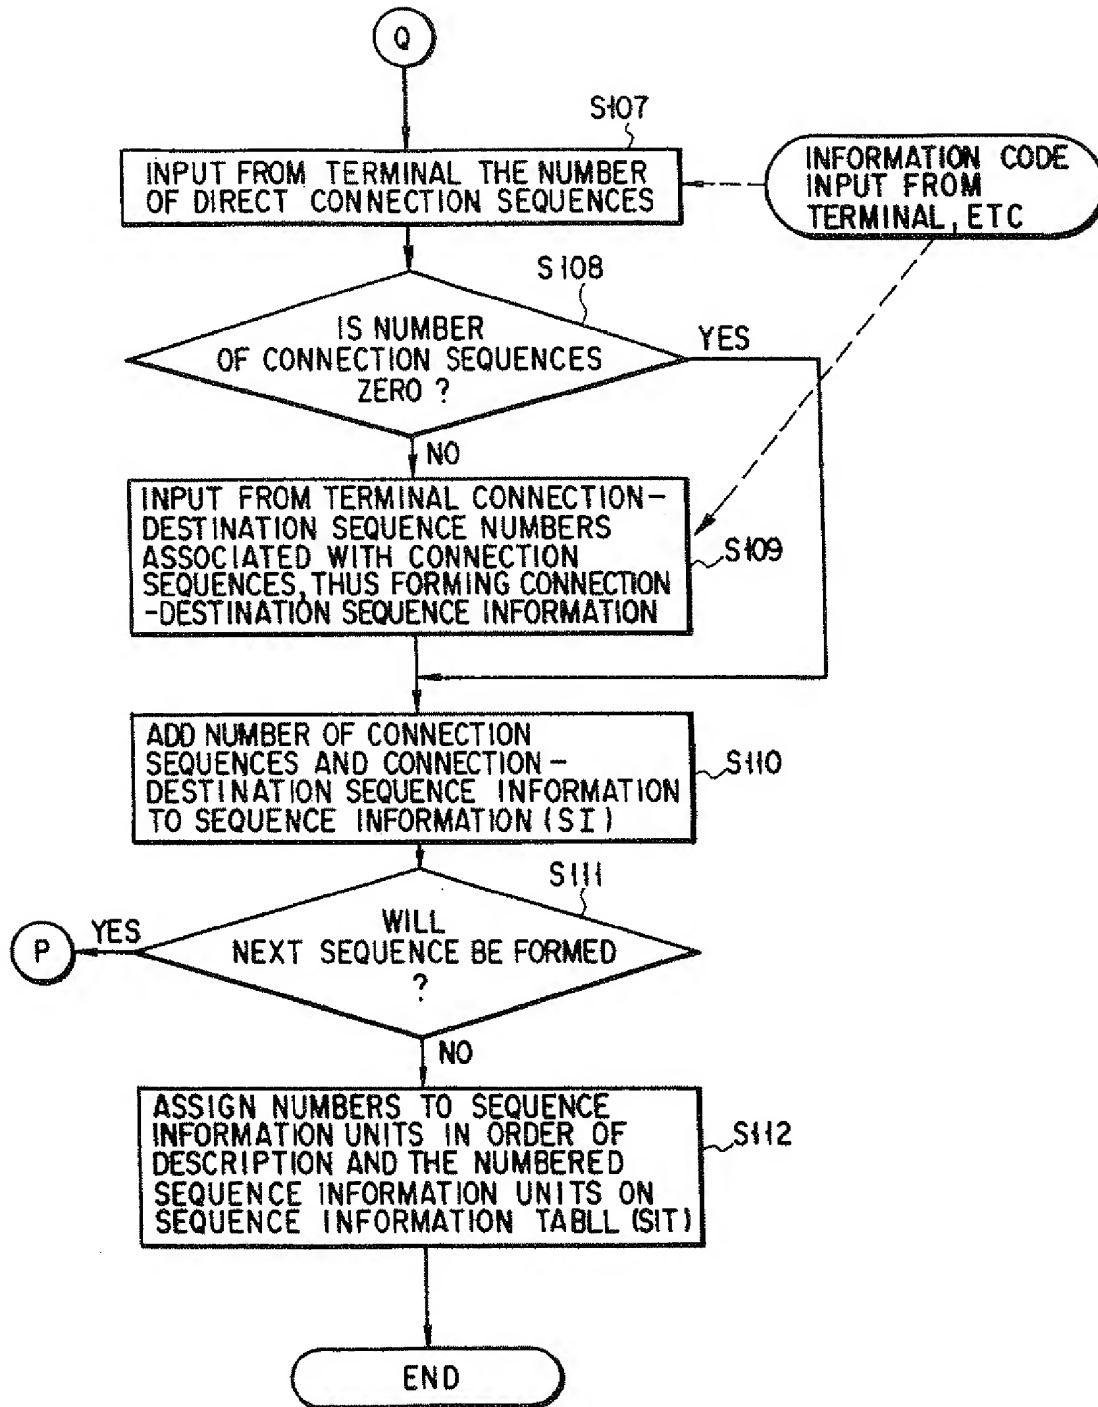 Q
S107
INPUT FROM TERMINAL THE NUMBER
OF DIRECT CONNECTION SEQUENCES
INFORMATION CODE
INPUT FROM
TERMINAL, ETC
S108
IS NUMBER
OF CONNECTION SEQUENCES
ZERO ?
YES
NO
INPUT FROM TERMINAL CONNECTION-
DESTINATION SEQUENCE NUMBERS
ASSOCIATED WITH CONNECTION
SEQUENCES, THUS FORMING CONNECTION
-DESTINATION SEQUENCE INFORMATION
S109
ADD NUMBER OF CONNECTION
SEQUENCES AND CONNECTION-
DESTINATION SEQUENCE INFORMATION
TO SEQUENCE INFORMATION (SI)
S110
S111
WILL
NEXT SEQUENCE BE FORMED
?
YES
P
NO
ASSIGN NUMBERS TO SEQUENCE
INFORMATION UNITS IN ORDER OF
DESCRIPTION AND THE NUMBERED
SEQUENCE INFORMATION UNITS ON
SEQUENCE INFORMATION TABLL (SIT)
S112
END